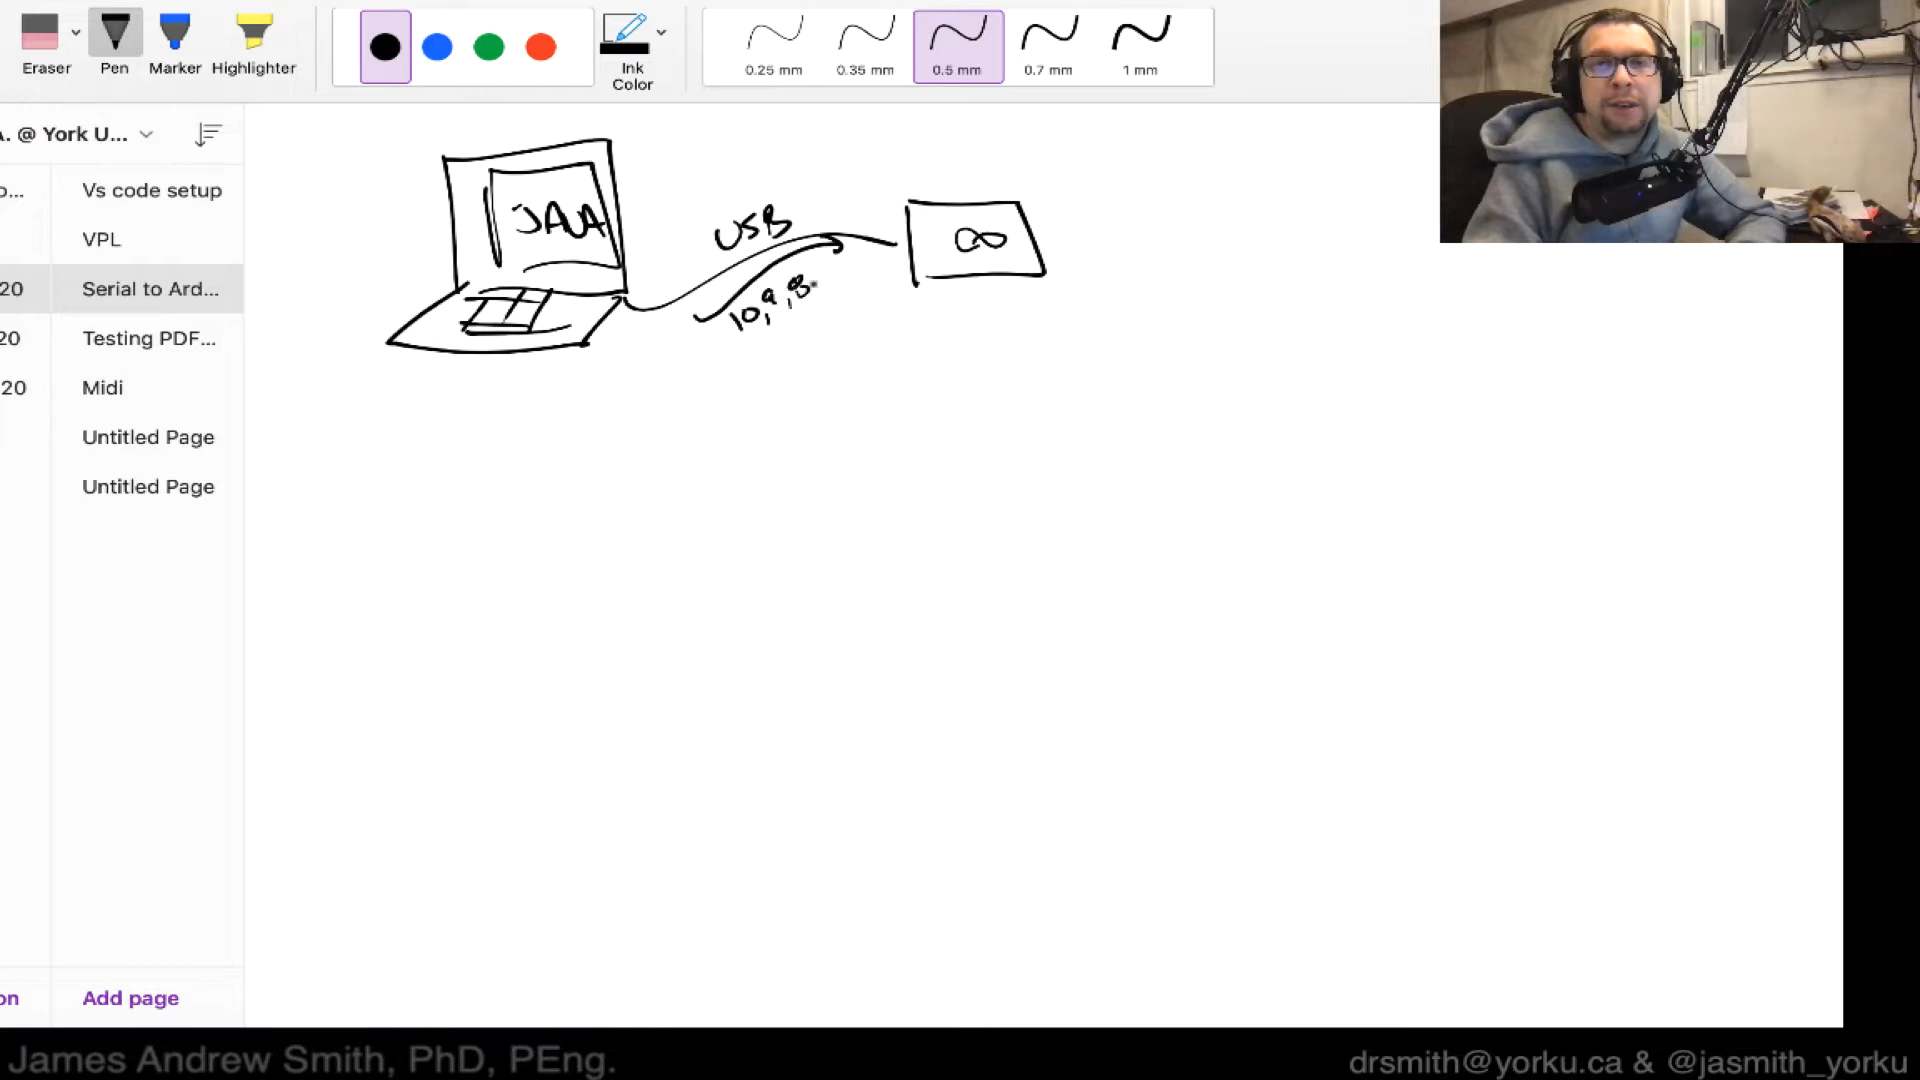 Eraser Pen Marker Highlighter
Ink
Color
0.25 mm 0.35 mm 0.5 mm 0.7 mm 1 mm
A. @ York U...
o... Vs code setup
VPL
20 Serial to Ard...
20 Testing PDF...
20 Midi
Untitled Page
Untitled Page
on Add page
JAVA
USB
10,9,8
∞
James Andrew Smith, PhD, PEng.
drsmith@yorku.ca & @jasmith_yorku